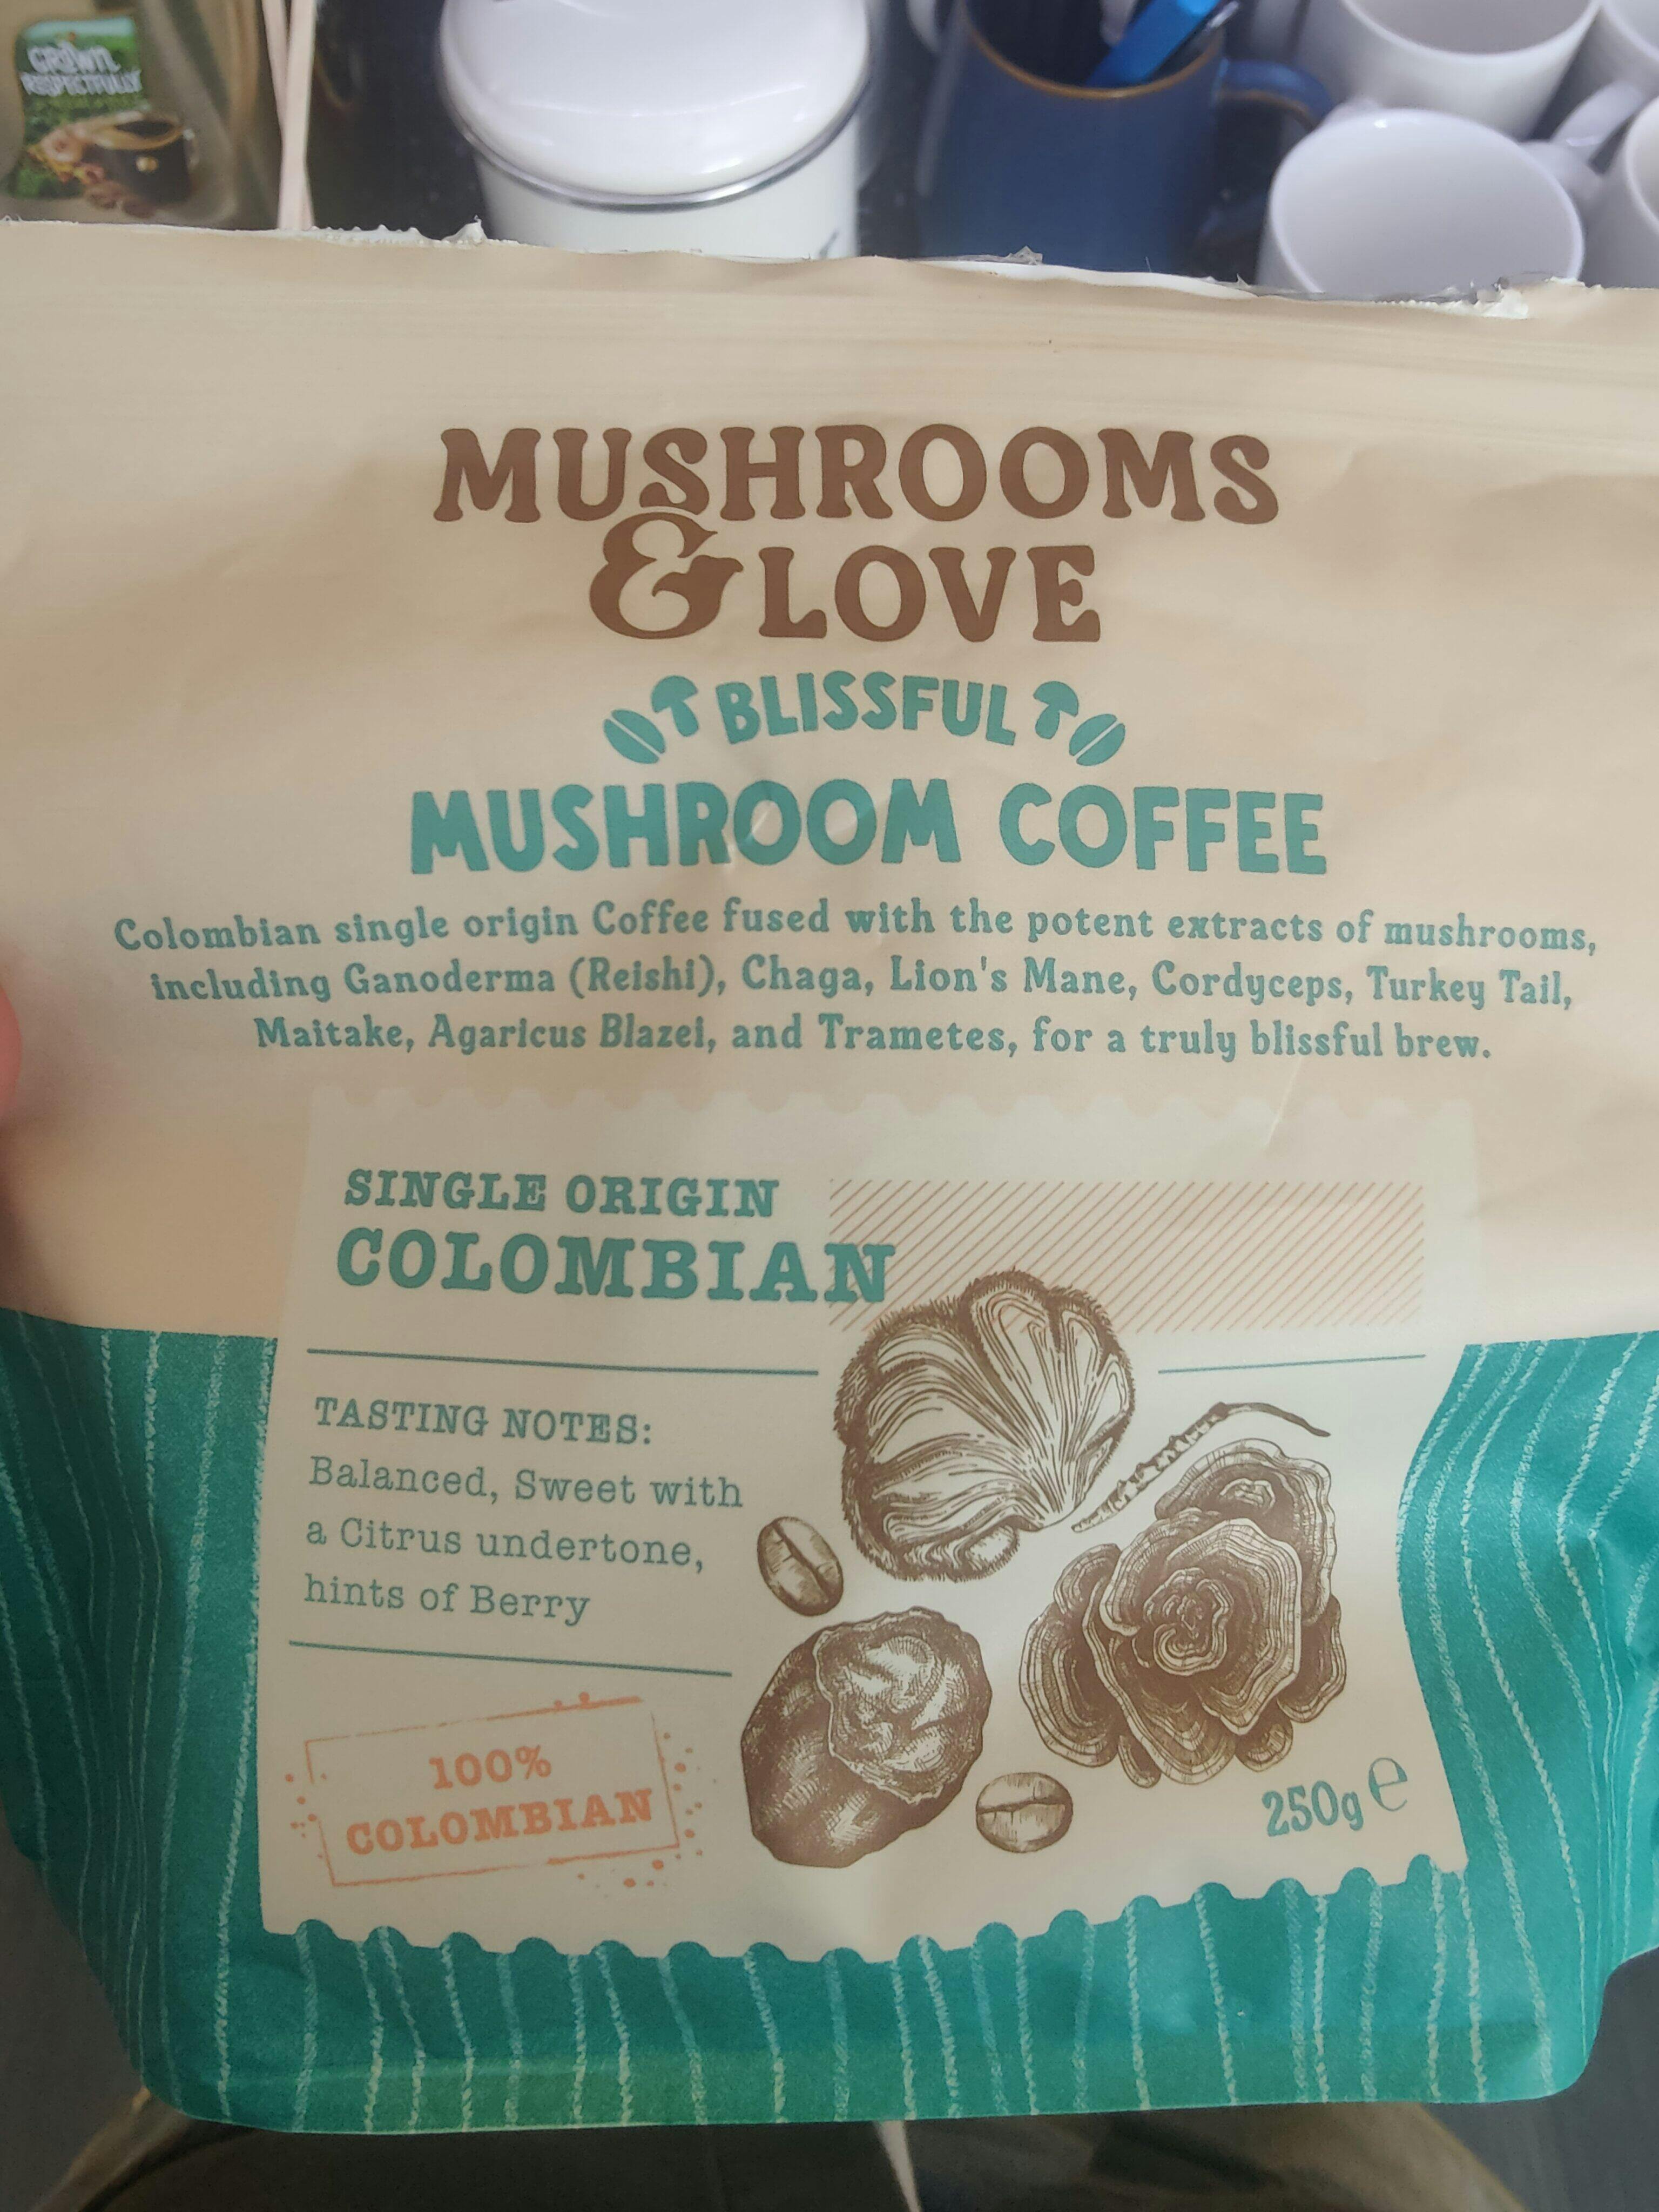 GROWN
RESPECTFULLY
MUSHROOMS
& LOVE
BLISSFUL
MUSHROOM COFFEE
Colombian single origin Coffee fused with the potent extracts of mushrooms,
including Ganoderma (Reishi), Chaga, Lion's Mane, Cordyceps, Turkey Tail,
Maitake, Agaricus Blazei, and Trametes, for a truly blissful brew.
SINGLE ORIGIN
COLOMBIAN
TASTING NOTES:
Balanced, Sweet with
a Citrus undertone,
hints of Berry
100%
COLOMBIAN
250g e